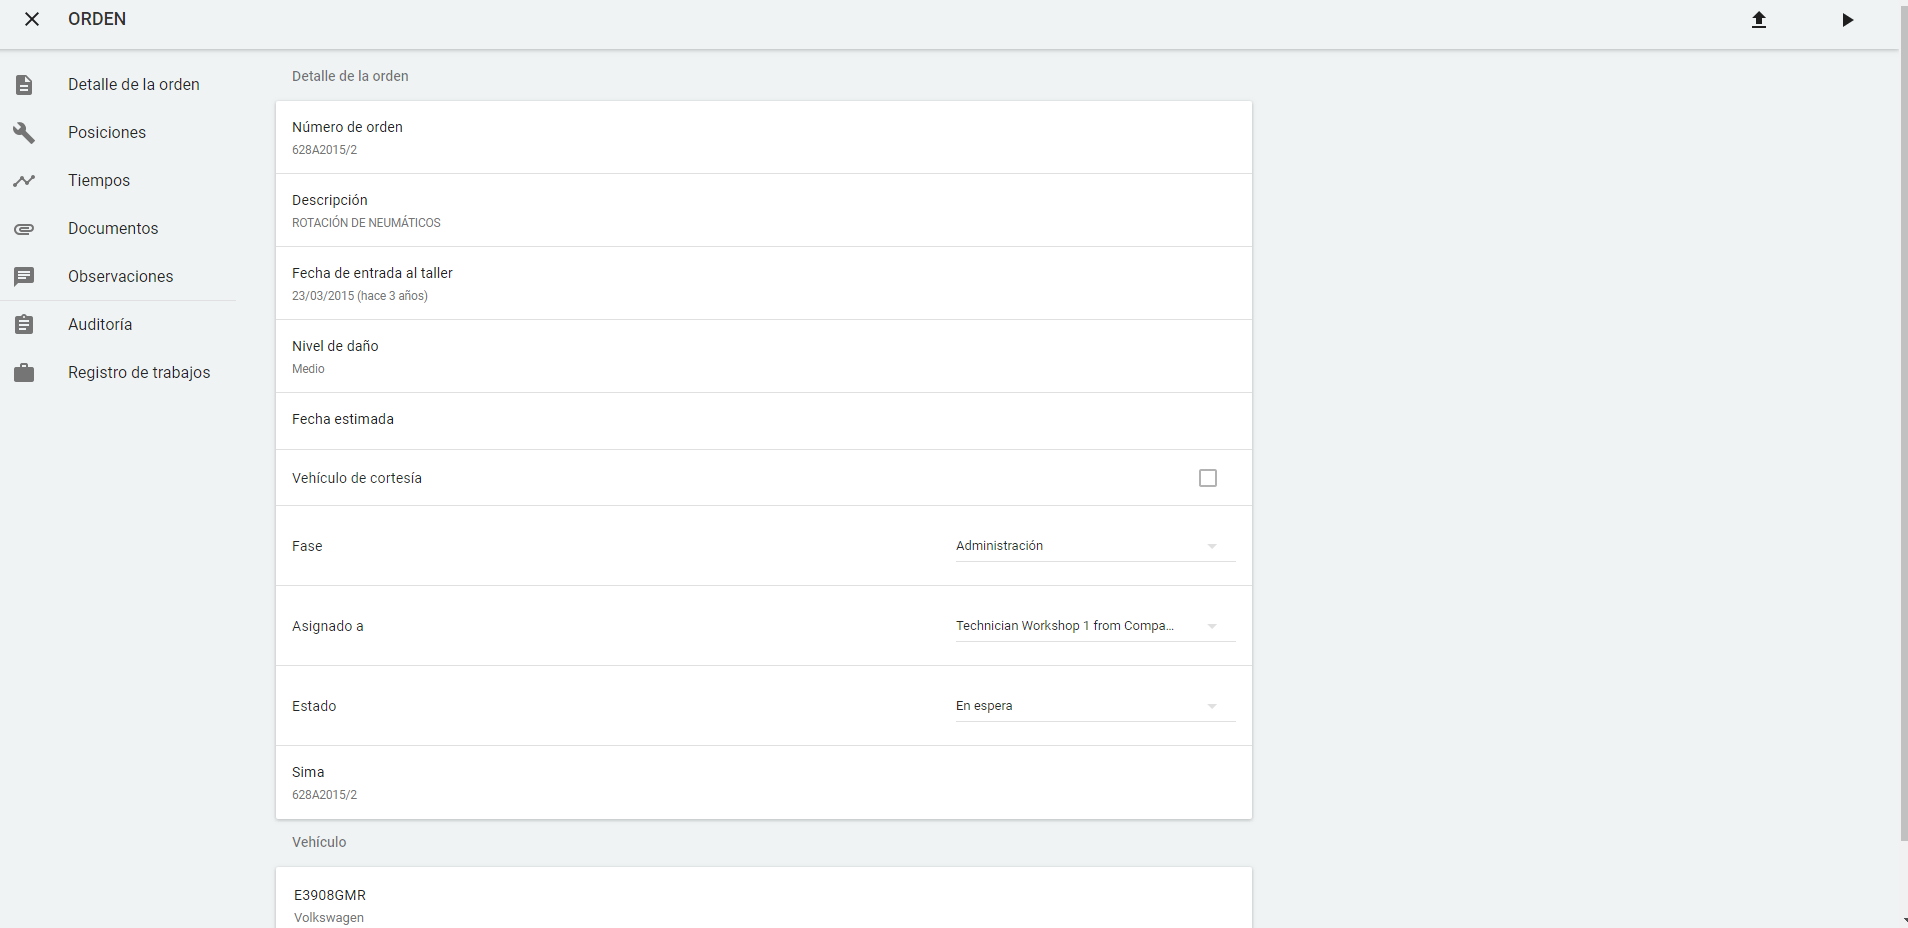 ORDEN
Detalle de la orden
Posiciones
Tiempos
Documentos
Observaciones
Auditoría
Registro de trabajos
Detalle de la orden
Número de orden
628A2015/2
Descripción
ROTACIÓN DE NEUMÁTICOS
Fecha de entrada al taller
23/03/2015 (hace 3 años)
Nivel de daño
Medio
Fecha estimada
Vehículo de cortesía
Fase
Administración
Asignado a
Technician Workshop 1 from Compa...
Estado
En espera
Sima
628A2015/2
Vehículo
E3908GMR
Volkswagen